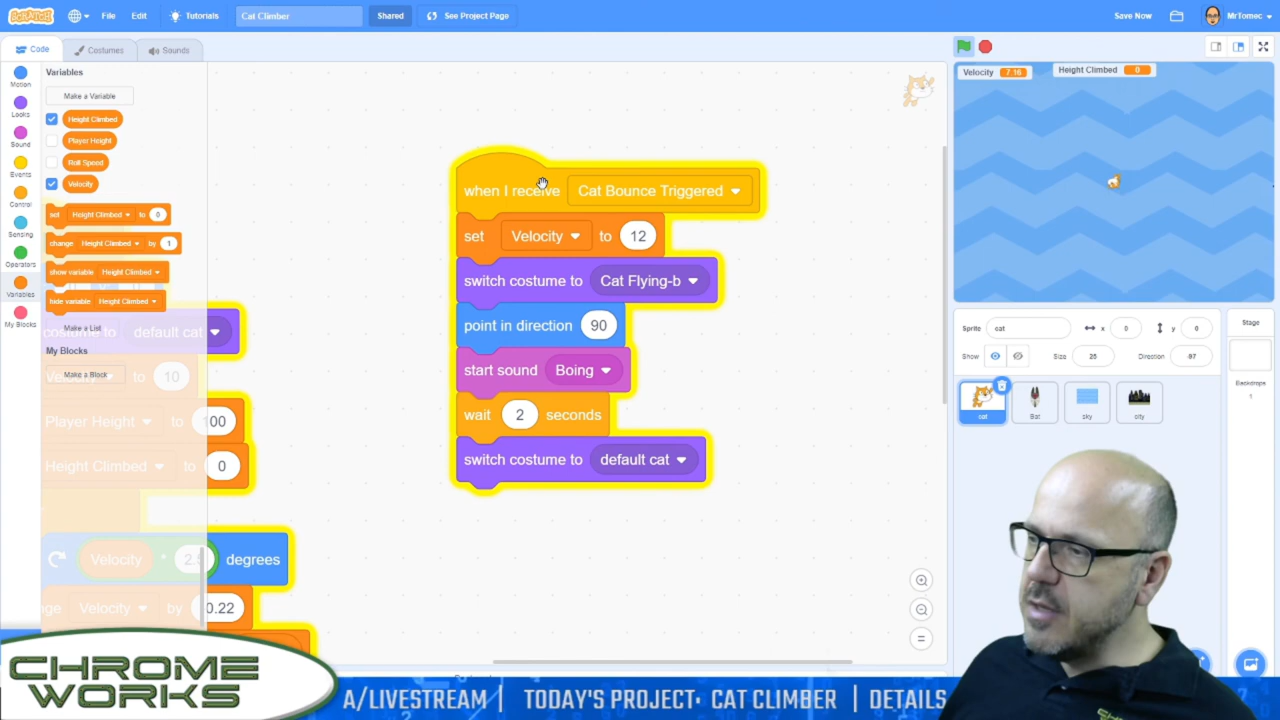 SCRATCH File Edit Tutorials Cat Climber Shared See Project Page Save Now MrTomec
Code Costumes Sounds
Motion
Looks
Sound
Events
Control
Sensing
Operators
Variables
My Blocks
Variables
Make a Variable
Height Climbed
Player Height
Roll Speed
Velocity
set Height Climbed to 0
change Height Climbed by 1
show variable Height Climbed
hide variable Height Climbed
Make a List
My Blocks
Make a Block
costume to default cat
Velocity to 10
Player Height to 100
Height Climbed to 0
Velocity * 2.5 degrees
nge Velocity by 0.22
when I receive Cat Bounce Triggered
set Velocity to 12
switch costume to Cat Flying-b
point in direction 90
start sound Boing
wait 2 seconds
switch costume to default cat
Velocity 7.16
Height Climbed 0
Sprite cat x 0 y 0
Show Size 25 Direction -97
cat Bat sky city
Stage
Backdrops
1
CHROME
WORKS
A/LIVESTREAM | TODAY'S PROJECT: CAT CLIMBER | DETAILS